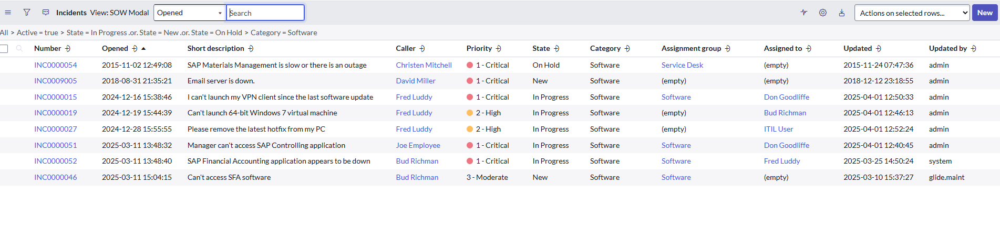 Incidents View: SOW Modal Opened Search Actions on selected rows... New
All > Active = true > State = In Progress .or. State = New .or. State = On Hold > Category = Software
Number Opened Short description Caller Priority State Category Assignment group Assigned to Updated Updated by
INC0000054 2015-11-02 12:49:08 SAP Materials Management is slow or there is an outage Christen Mitchell 1 - Critical On Hold Software Service Desk (empty) 2015-11-24 07:47:36 admin
INC0009005 2018-08-31 21:35:21 Email server is down. David Miller 1 - Critical New Software (empty) (empty) 2018-12-12 23:18:55 admin
INC0000015 2024-12-16 15:38:46 I can't launch my VPN client since the last software update Fred Luddy 1 - Critical In Progress Software Software Don Goodliffe 2025-04-01 12:50:33 admin
INC0000019 2024-12-19 15:44:39 Can't launch 64-bit Windows 7 virtual machine Fred Luddy 2 - High In Progress Software (empty) Bud Richman 2025-04-01 12:46:13 admin
INC0000027 2024-12-28 15:55:55 Please remove the latest hotfix from my PC Fred Luddy 2 - High In Progress Software (empty) ITIL User 2025-04-01 12:52:24 admin
INC0000051 2025-03-11 13:48:32 Manager can't access SAP Controlling application Joe Employee 1 - Critical In Progress Software Software Don Goodliffe 2025-04-01 12:40:45 admin
INC0000052 2025-03-11 13:48:40 SAP Financial Accounting application appears to be down Bud Richman 1 - Critical In Progress Software Software Fred Luddy 2025-03-25 14:50:24 system
INC0000046 2025-03-11 15:04:15 Can't access SFA software Bud Richman 3 - Moderate New Software Software (empty) 2025-03-10 15:37:27 glide.maint